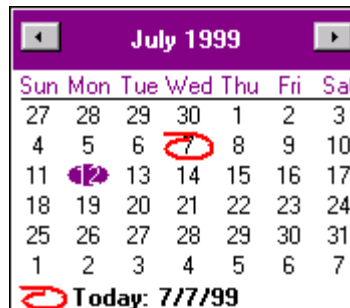 July 1999
Sun Mon Tue Wed Thu Fri Sat
27 28 29 30 1 2 3
4 5 6 7 8 9 10
11 12 13 14 15 16 17
18 19 20 21 22 23 24
25 26 27 28 29 30 31
1 2 3 4 5 6 7
Today: 7/7/99